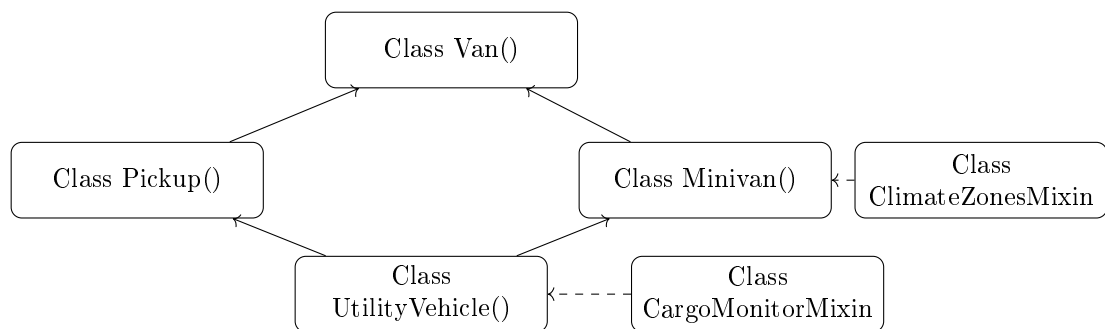 Class Van()
Class Pickup()
Class Minivan()
Class
ClimateZonesMixin
Class
UtilityVehicle()
Class
CargoMonitorMixin